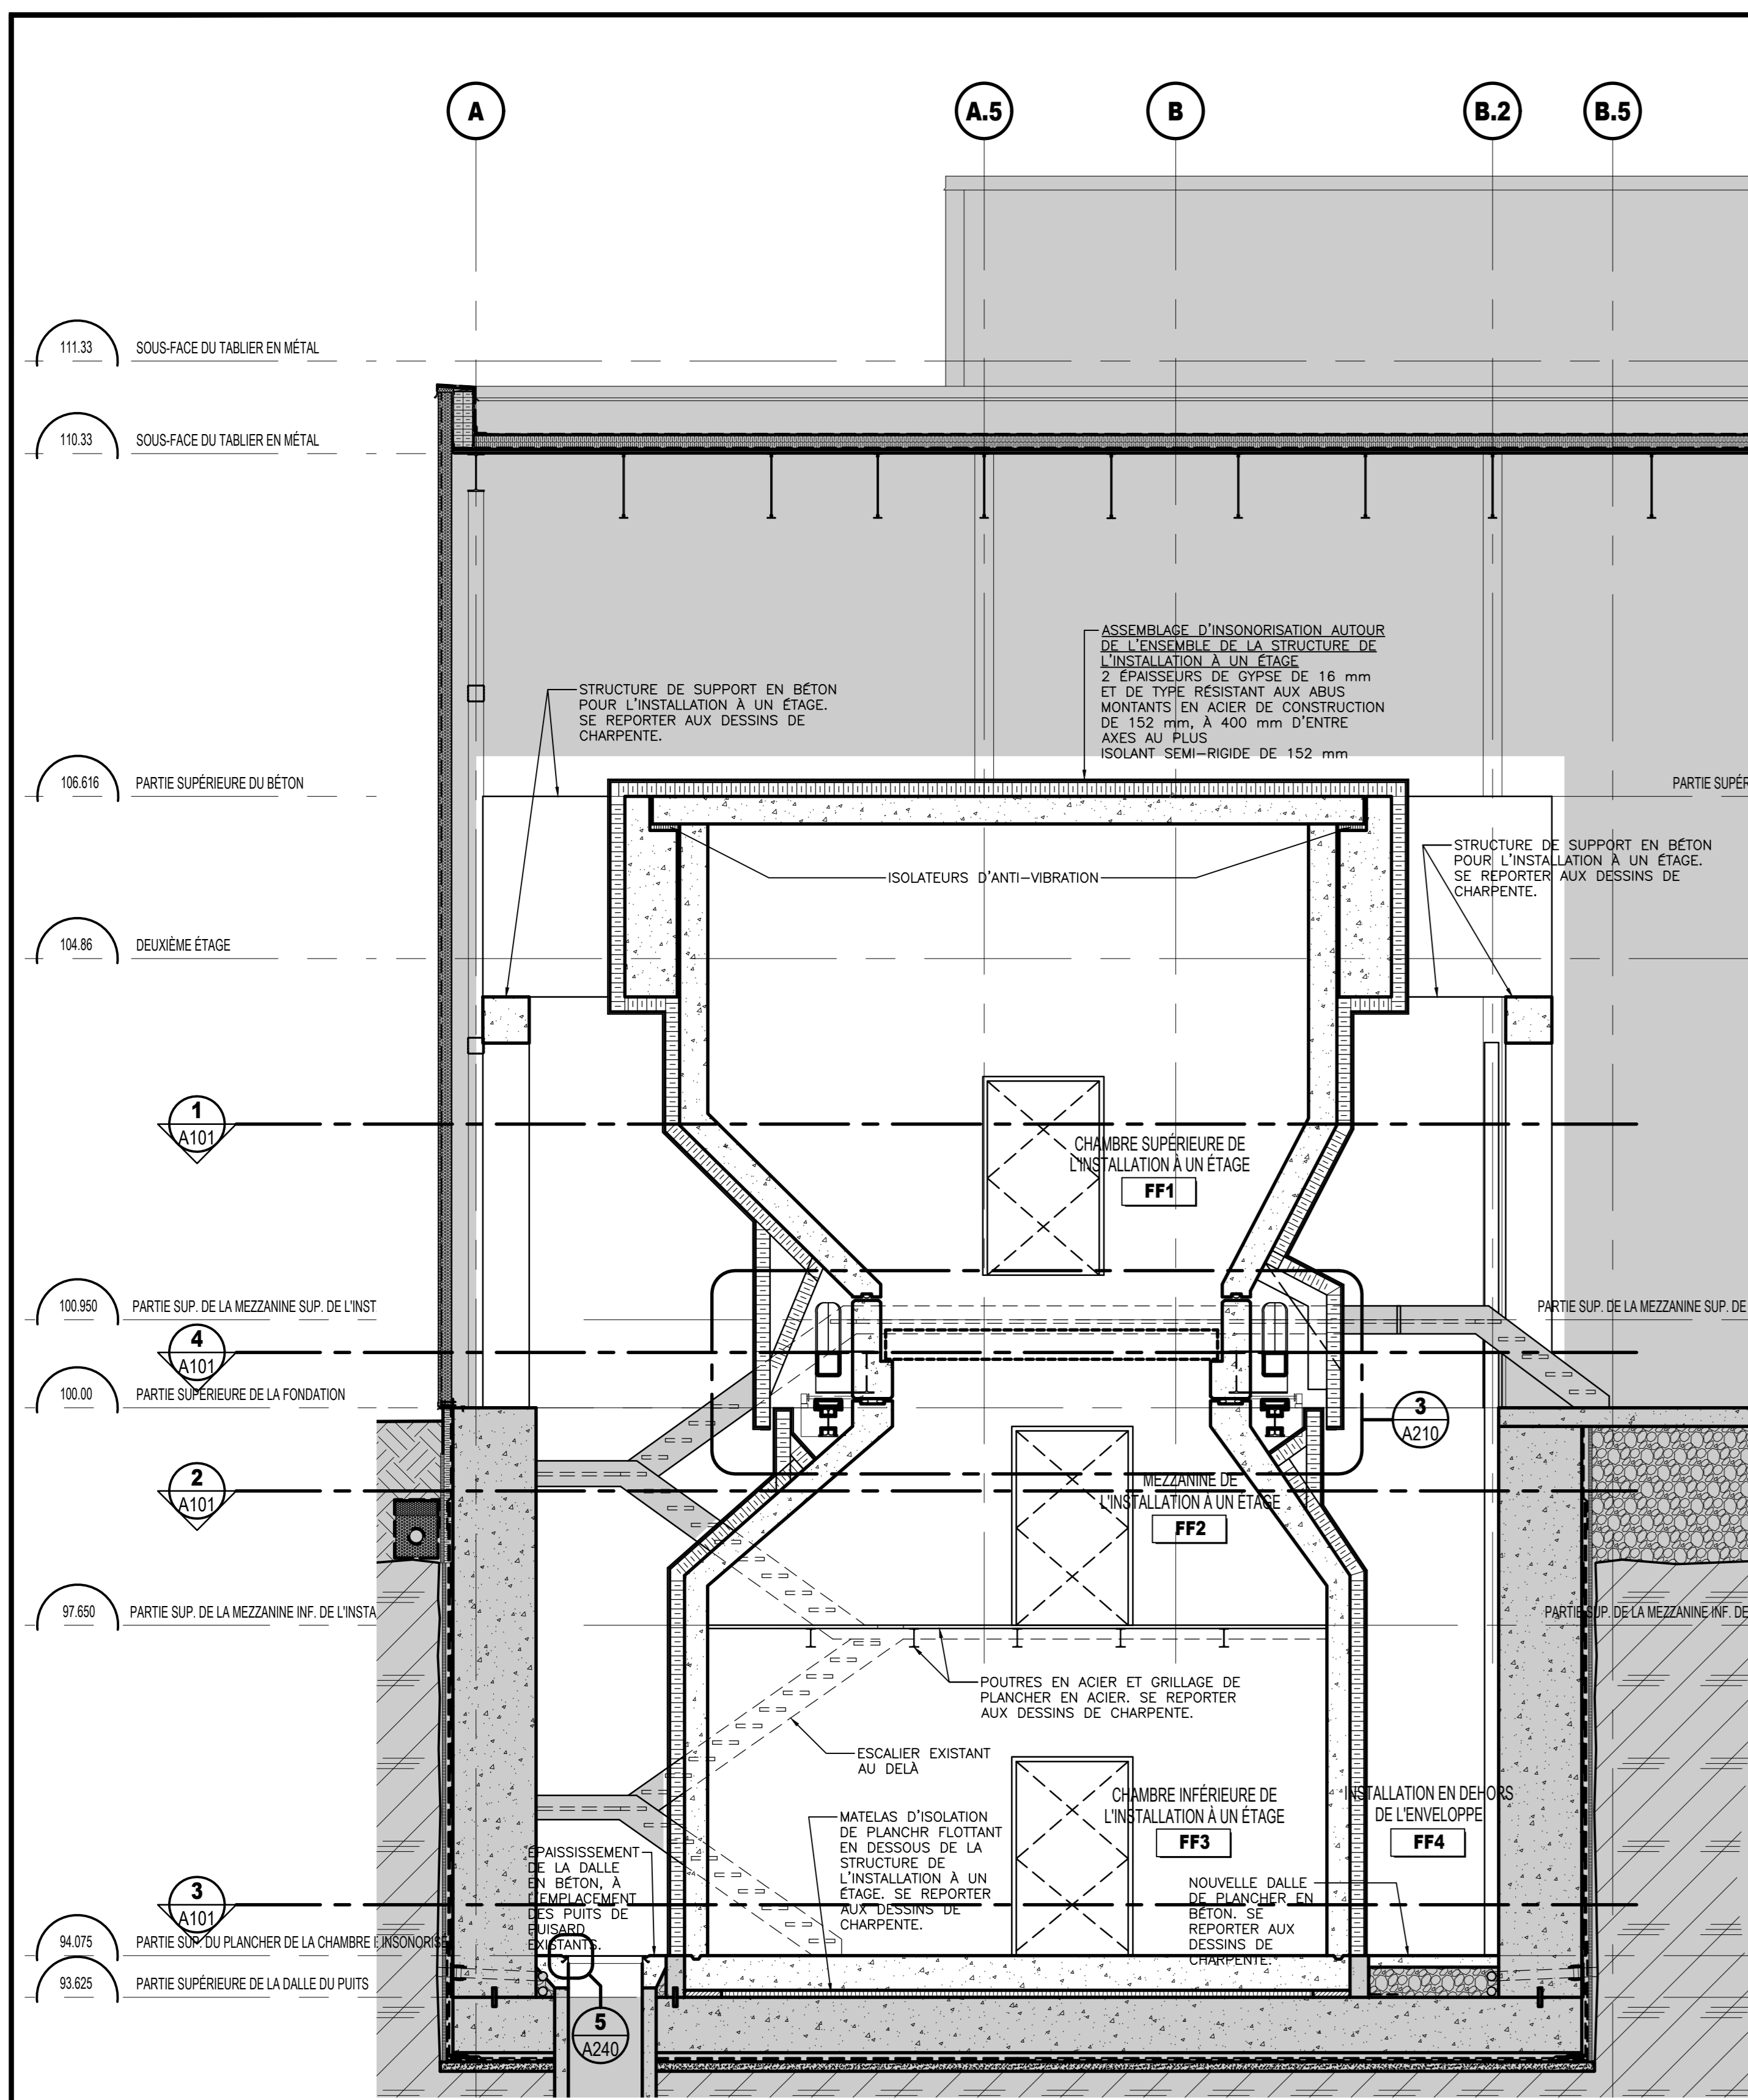 A
A.5
B
B.2
B.5
111.33
SOUS-FACE DU TABLIER EN MÉTAL
110.33
SOUS-FACE DU TABLIER EN MÉTAL
ASSEMBLAGE D'INSONORISATION AUTOUR
DE L'ENSEMBLE DE LA STRUCTURE DE
L'INSTALLATION À UN ÉTAGE
2 ÉPAISSEURS DE GYPSE DE 16 mm
ET DE TYPE RÉSISTANT AUX ABUS
MONTANTS EN ACIER DE CONSTRUCTION
DE 152 mm, À 400 mm D'ENTRE
AXES AU PLUS
ISOLANT SEMI-RIGIDE DE 152 mm
STRUCTURE DE SUPPORT EN BÉTON
POUR L'INSTALLATION À UN ÉTAGE.
SE REPORTER AUX DESSINS DE
CHARPENTE.
106.616
PARTIE SUPÉRIEURE DU BÉTON
PARTIE SUPÉR
STRUCTURE DE SUPPORT EN BÉTON
POUR L'INSTALLATION À UN ÉTAGE.
SE REPORTER AUX DESSINS DE
CHARPENTE.
ISOLATEURS D'ANTI-VIBRATION
104.86
DEUXIÈME ÉTAGE
1
A101
CHAMBRE SUPÉRIEURE DE
L'INSTALLATION À UN ÉTAGE
FF1
100.950
PARTIE SUP. DE LA MEZZANINE SUP. DE L'INST
PARTIE SUP. DE LA MEZZANINE SUP. DE
4
A101
100.00
PARTIE SUPÉRIEURE DE LA FONDATION
3
A210
2
A101
MEZZANINE DE
L'INSTALLATION À UN ÉTAGE
FF2
97.650
PARTIE SUP. DE LA MEZZANINE INF. DE L'INSTA
PARTIE SUP. DE LA MEZZANINE INF. DE
POUTRES EN ACIER ET GRILLAGE DE
PLANCHER EN ACIER. SE REPORTER
AUX DESSINS DE CHARPENTE.
ESCALIER EXISTANT
AU DELÀ
CHAMBRE INFÉRIEURE DE
L'INSTALLATION À UN ÉTAGE
FF3
INSTALLATION EN DEHORS
DE L'ENVELOPPE
FF4
MATELAS D'ISOLATION
DE PLANCHR FLOTTANT
EN DESSOUS DE LA
STRUCTURE DE
L'INSTALLATION À UN
ÉTAGE. SE REPORTER
AUX DESSINS DE
CHARPENTE.
ÉPAISSISSEMENT
DE LA DALLE
EN BÉTON, À
L'EMPLACEMENT
DES PUITS DE
PUISARD
EXISTANTS.
NOUVELLE DALLE
DE PLANCHER EN
BÉTON. SE
REPORTER AUX
DESSINS DE
CHARPENTE.
3
A101
94.075
PARTIE SUP. DU PLANCHER DE LA CHAMBRE I. INSONORISÉ
93.625
PARTIE SUPÉRIEURE DE LA DALLE DU PUITS
5
A240